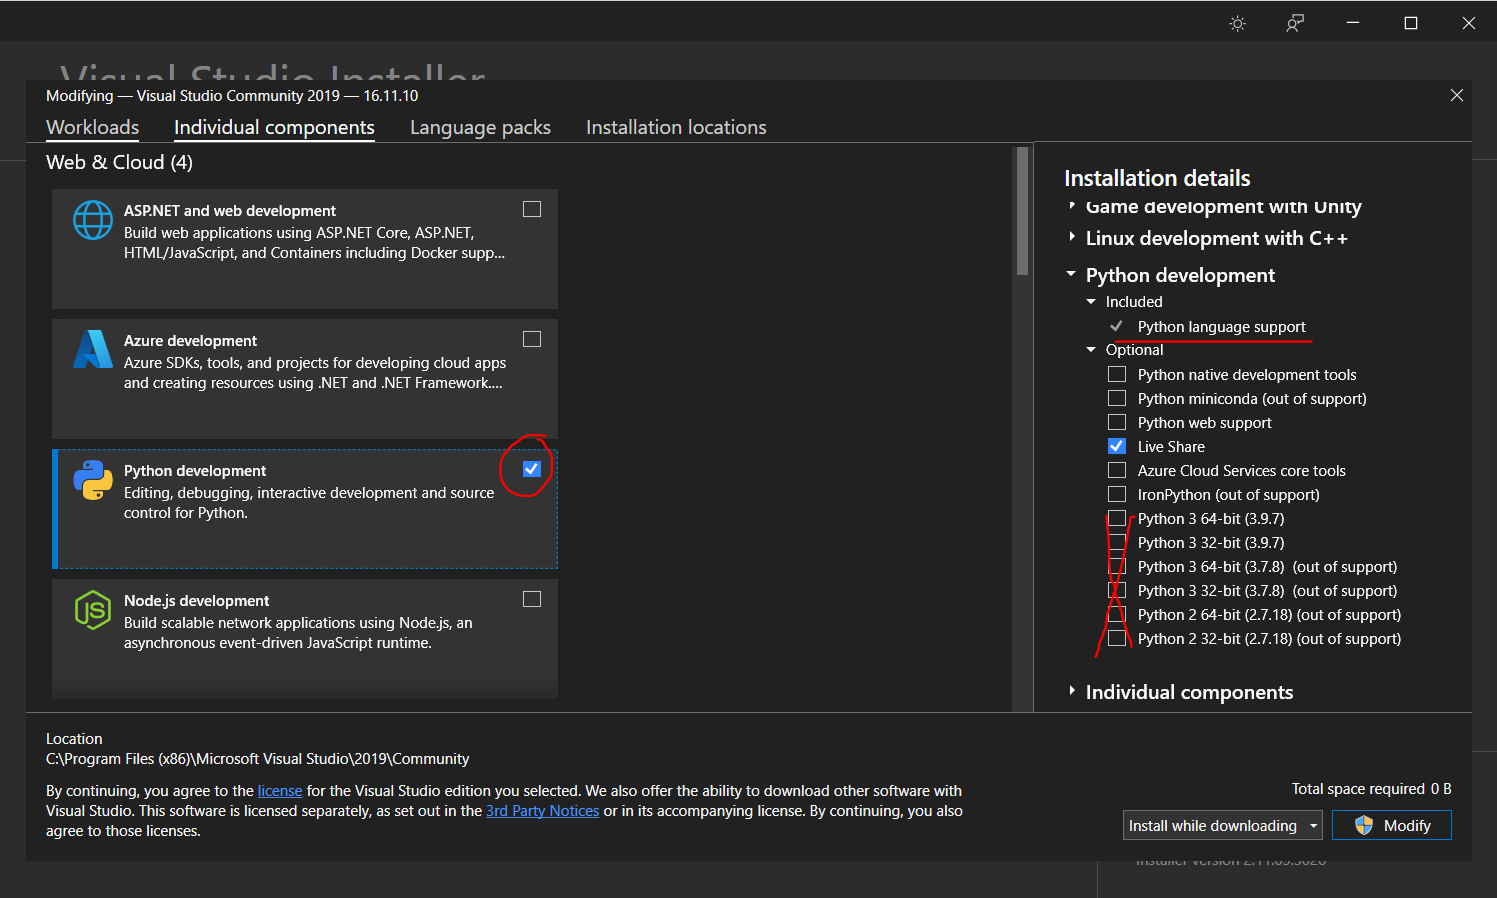 Visual Studio Installer
Modifying — Visual Studio Community 2019 — 16.11.10
Workloads
Individual components
Language packs
Installation locations
Web & Cloud (4)
ASP.NET and web development
Build web applications using ASP.NET Core, ASP.NET,
HTML/JavaScript, and Containers including Docker supp...
Azure development
Azure SDKs, tools, and projects for developing cloud apps
and creating resources using .NET and .NET Framework....
Python development
Editing, debugging, interactive development and source
control for Python.
JS
Node.js development
Build scalable network applications using Node.js, an
asynchronous event-driven JavaScript runtime.
Installation details
Game development with Unity
Linux development with C++
Python development
Included
Python language support
Optional
Python native development tools
Python miniconda (out of support)
Python web support
Live Share
Azure Cloud Services core tools
IronPython (out of support)
Python 3 64-bit (3.9.7)
Python 3 32-bit (3.9.7)
Python 3 64-bit (3.7.8) (out of support)
Python 3 32-bit (3.7.8) (out of support)
Python 2 64-bit (2.7.18) (out of support)
Python 2 32-bit (2.7.18) (out of support)
Individual components
Location
C:\Program Files (x86)\Microsoft Visual Studio\2019\Community
By continuing, you agree to the license for the Visual Studio edition you selected. We also offer the ability to download other software with
Visual Studio. This software is licensed separately, as set out in the 3rd Party Notices or in its accompanying license. By continuing, you also
agree to those licenses.
Total space required 0 B
Install while downloading
Modify
Installer version